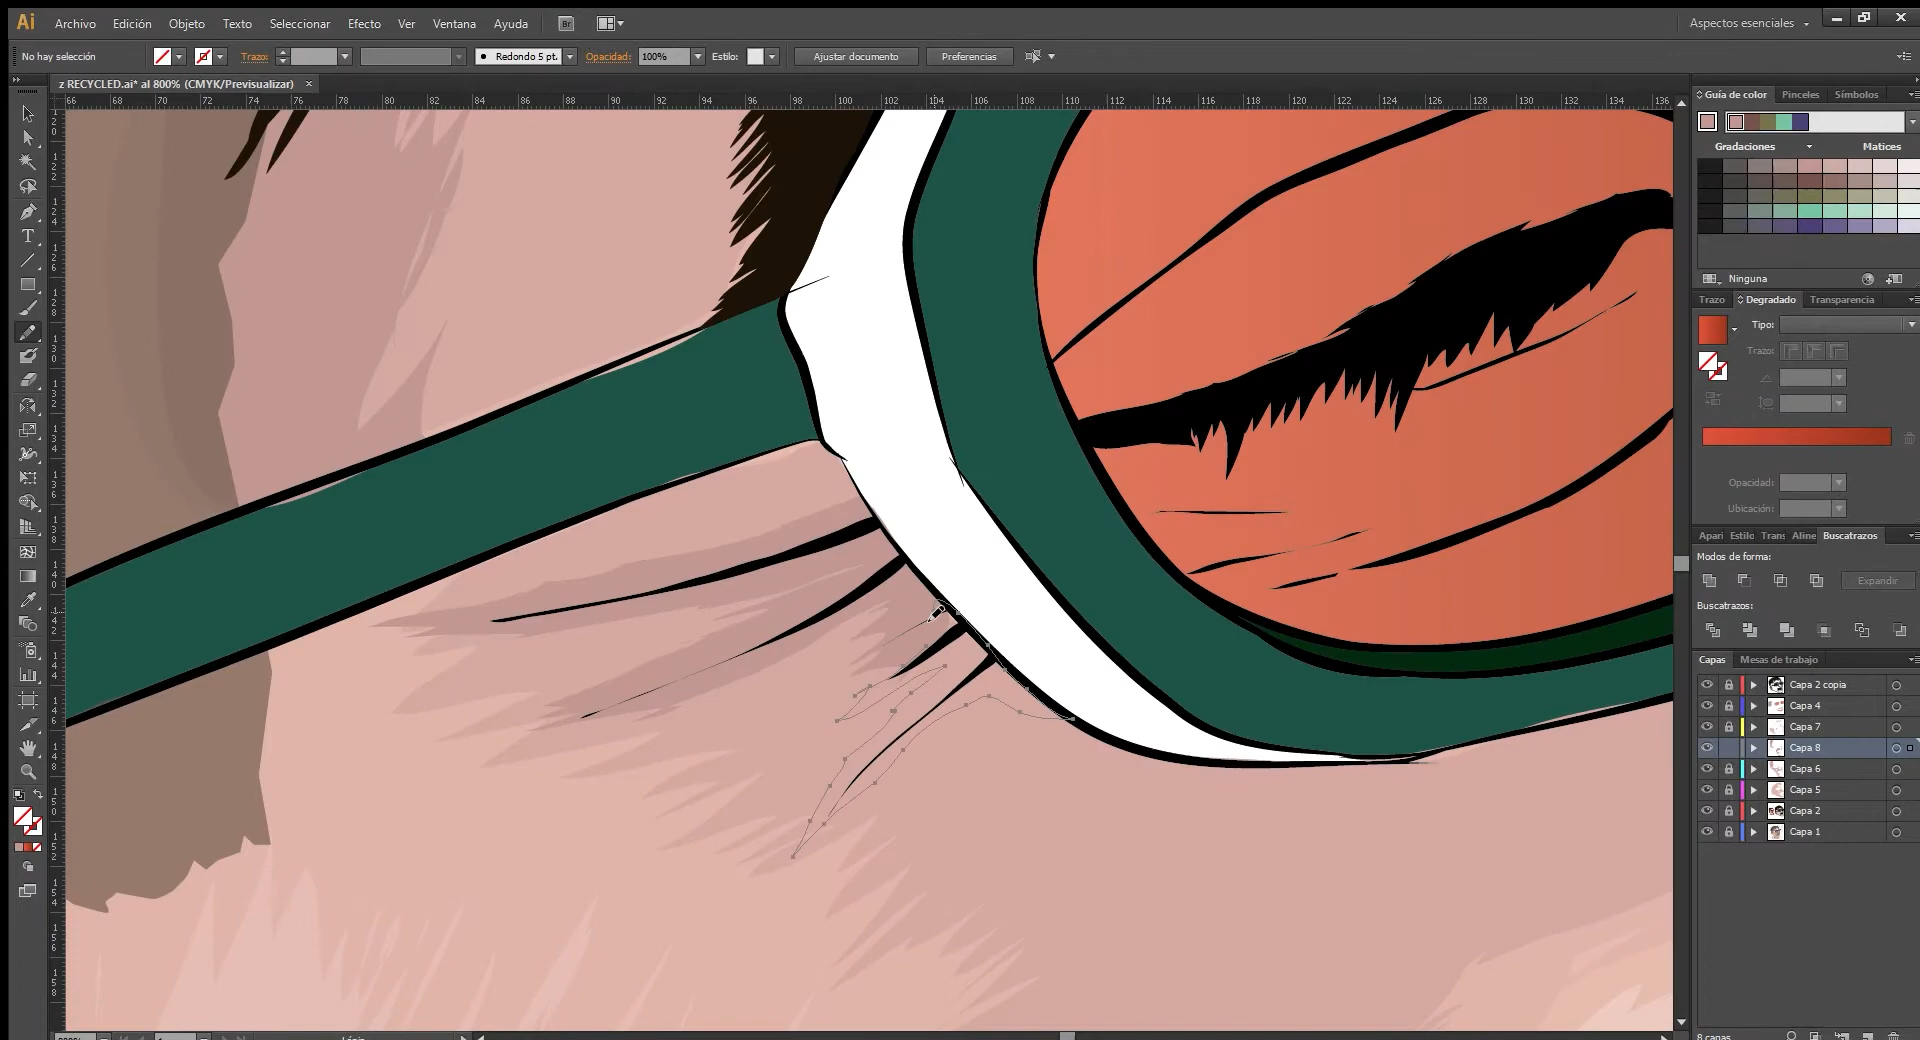 Ai Archivo Edición Objeto Texto Seleccionar Efecto Ver Ventana Ayuda Br Aspectos esenciales
No hay selección Trazo: Redondo 5 pt. Opacidad: 100% Estilo: Ajustar documento Preferencias
z RECYCLED.ai* al 800% (CMYK/Previsualizar) ×
66 68 70 72 74 76 78 80 82 84 86 88 90 92 94 96 98 100 102 104 106 108 110 112 114 116 118 120 122 124 126 128 130 132 134 136
Guía de color Pinceles Símbolos
Gradaciones Matices
Ninguna
Trazo Degradado Transparencia
Tipo:
Trazo:
Opacidad:
Ubicación:
Apari Estilo Trans Aline Buscatrazos
Modos de forma:
Expandir
Buscatrazos:
Capas Mesas de trabajo
Capa 2 copia
Capa 4
Capa 7
Capa 8
Capa 6
Capa 5
Capa 2
Capa 1
8 capas